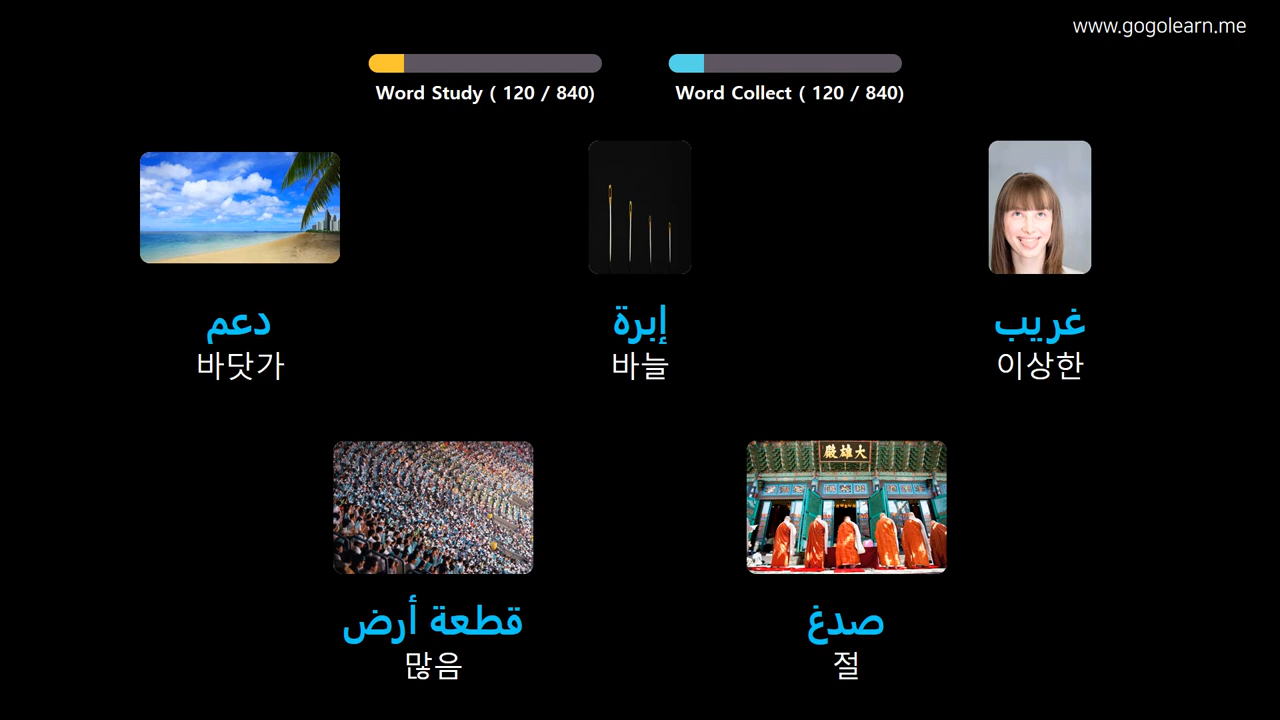 www.gogolearn.me
Word Study ( 120 / 840)
Word Collect ( 120 / 840)
دعم
바닷가
إبرة
바늘
غريب
이상한
大雄殿
قطعة أرض
많음
صدغ
절